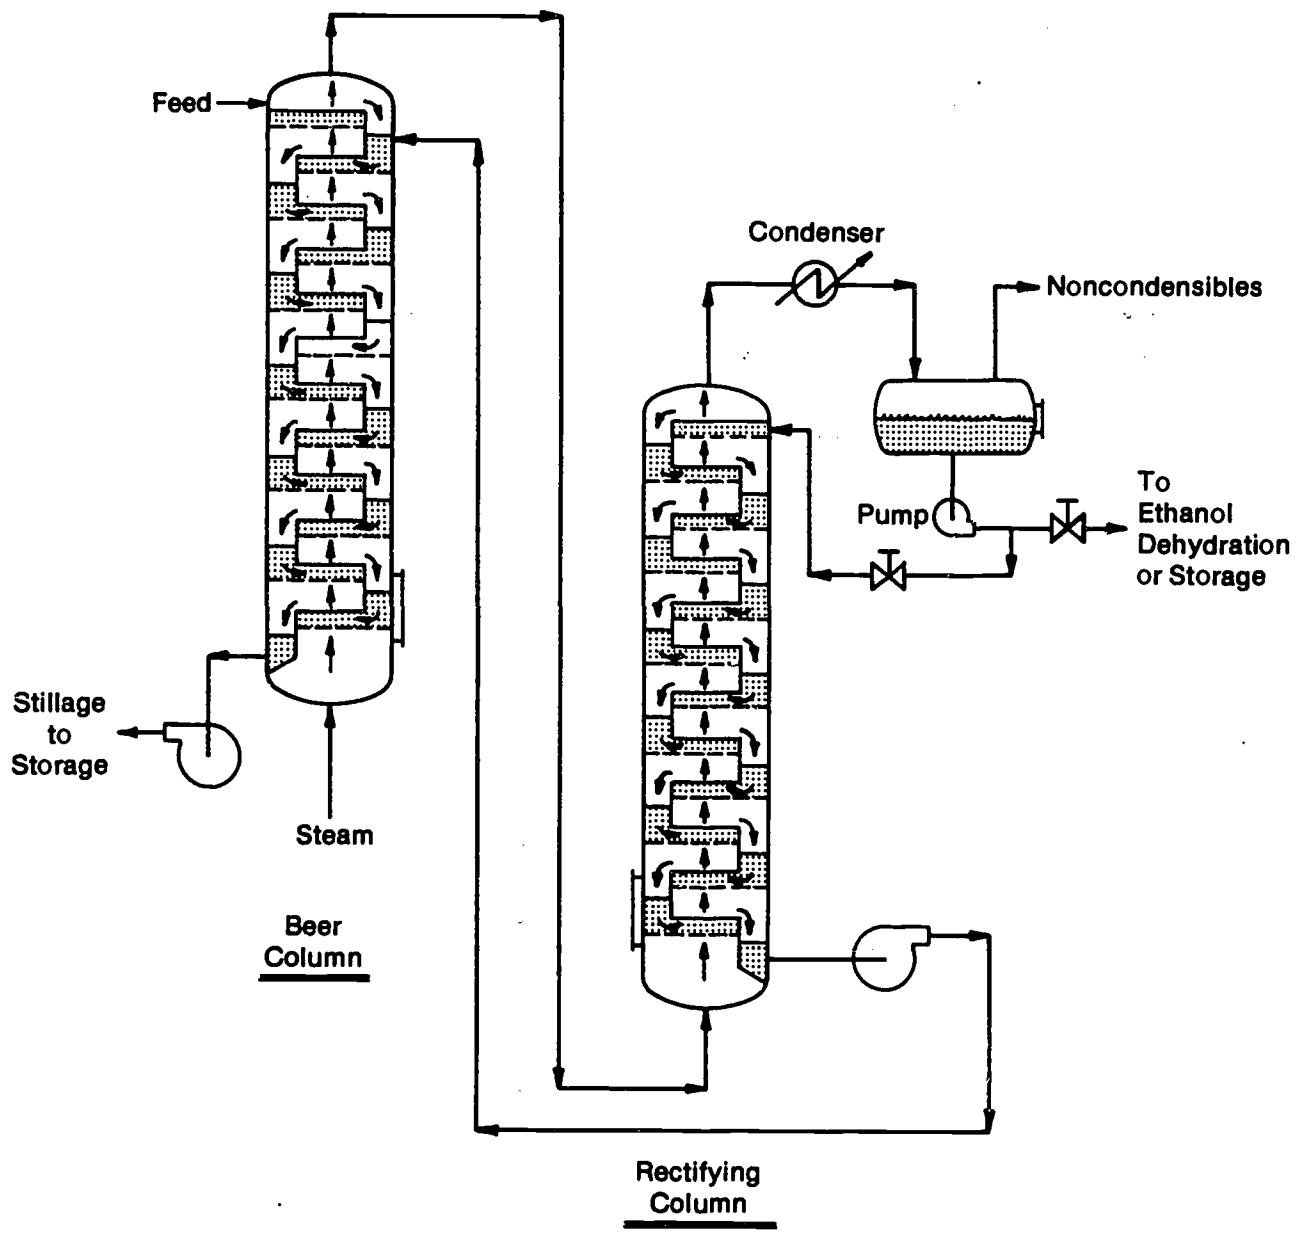 Feed
Condenser
Noncondensibles
Pump
To
Ethanol
Dehydration
or Storage
Stillage
to
Storage
Steam
Beer
Column
Rectifying
Column